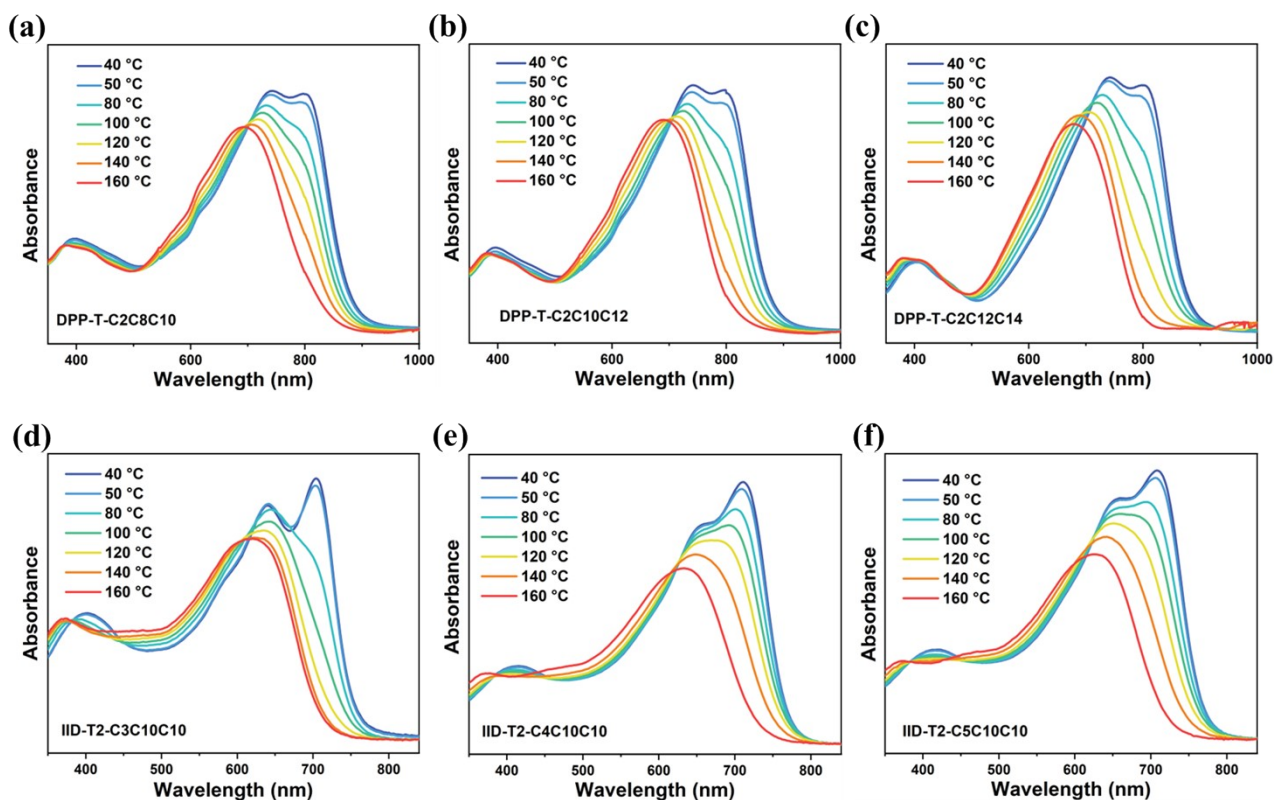 (a)
40 °C
50 °C
80 °C
100 °C
120 °C
140 °C
160 °C
DPP-T-C2C8C10
Absorbance
400 600 800 1000
Wavelength (nm)
(b)
40 °C
50 °C
80 °C
100 °C
120 °C
140 °C
160 °C
DPP-T-C2C10C12
Absorbance
400 600 800 1000
Wavelength (nm)
(c)
40 °C
50 °C
80 °C
100 °C
120 °C
140 °C
160 °C
DPP-T-C2C12C14
Absorbance
400 600 800 1000
Wavelength (nm)
(d)
40 °C
50 °C
80 °C
100 °C
120 °C
140 °C
160 °C
IID-T2-C3C10C10
Absorbance
400 500 600 700 800
Wavelength (nm)
(e)
40 °C
50 °C
80 °C
100 °C
120 °C
140 °C
160 °C
IID-T2-C4C10C10
Absorbance
400 500 600 700 800
Wavelength (nm)
(f)
40 °C
50 °C
80 °C
100 °C
120 °C
140 °C
160 °C
IID-T2-C5C10C10
Absorbance
400 500 600 700 800
Wavelength (nm)